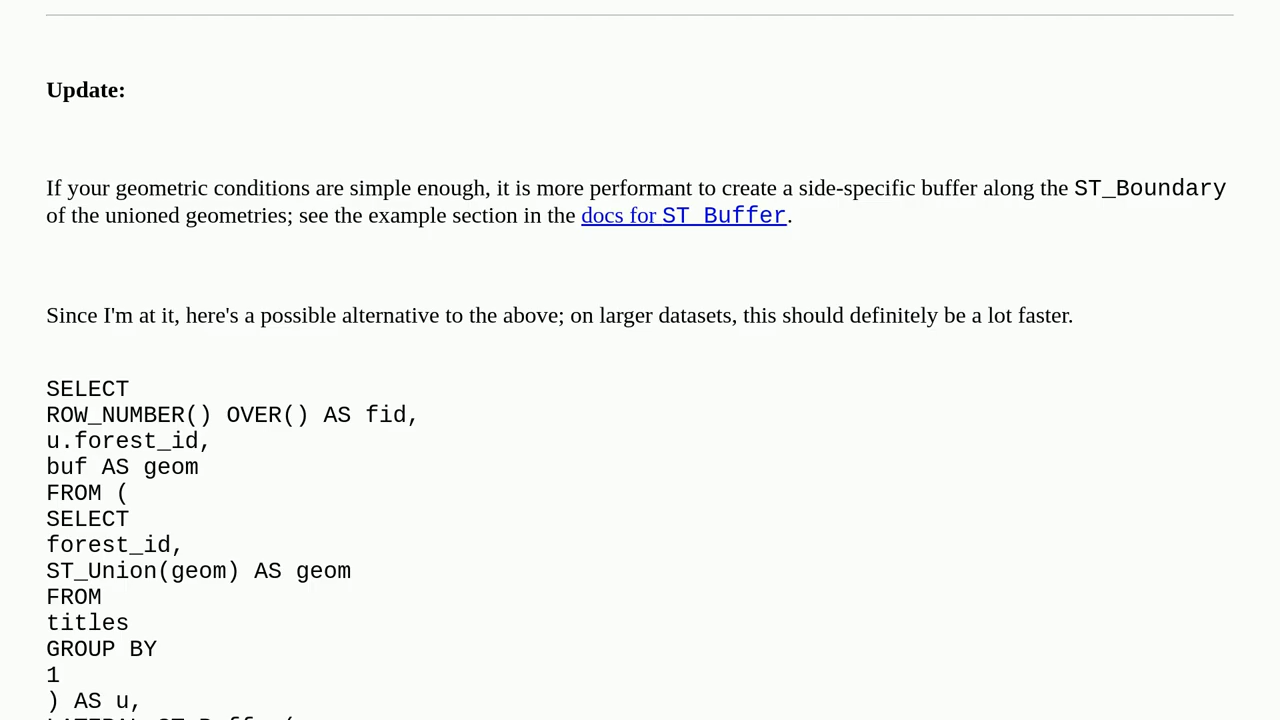 Update:
If your geometric conditions are simple enough, it is more performant to create a side-specific buffer along the ST_Boundary
of the unioned geometries; see the example section in the docs for ST_Buffer.
Since I'm at it, here's a possible alternative to the above; on larger datasets, this should definitely be a lot faster.
SELECT
ROW_NUMBER() OVER() AS fid,
u.forest_id,
buf AS geom
FROM (
SELECT
forest_id,
ST_Union(geom) AS geom
FROM
titles
GROUP BY
1
) AS u,